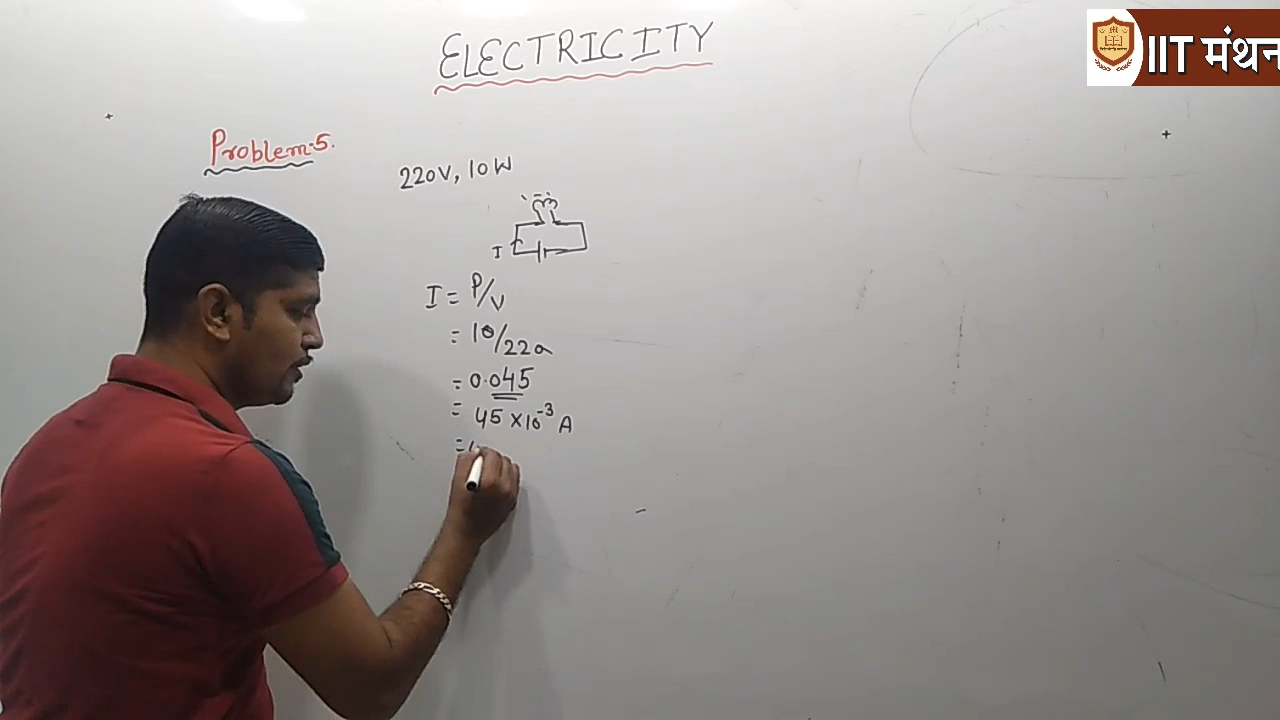 ELECTRICITY
IIT मंथन
Problem-5.
220V, 10W
I
I = P/V
= 10/220
= 0.045
= 45 × 10⁻³ A
=